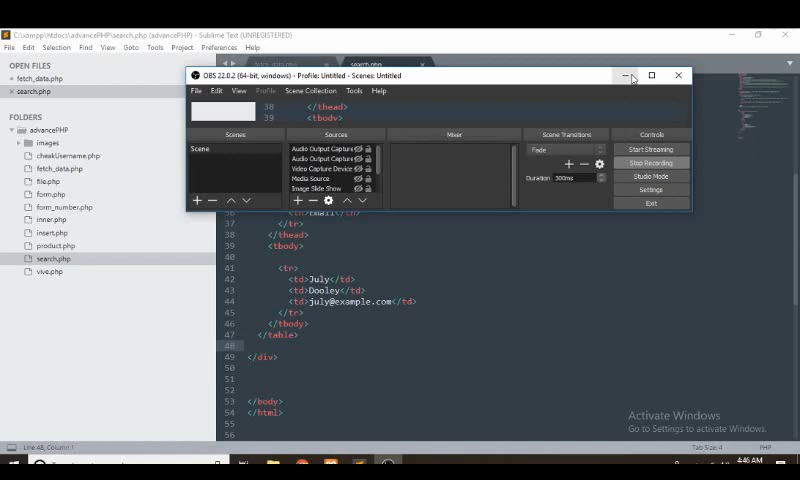 C:\xampp\htdocs\advancePHP\search.php (advancePHP) - Sublime Text (UNREGISTERED)
File Edit Selection Find View Goto Tools Project Preferences Help
OPEN FILES
fetch_data.php
search.php
FOLDERS
advancePHP
images
cheakUsername.php
fetch_data.php
file.php
form.php
form_number.php
inner.php
insert.php
product.php
search.php
vive.php
fetch_data.php search.php
OBS 22.0.2 (64-bit, windows) - Profile: Untitled - Scenes: Untitled
File Edit View Profile Scene Collection Tools Help
38 </thead>
39 <tbody>
Scenes Sources Mixer Scene Transitions Controls
Scene
Audio Output Capture
Audio Output Capture
Video Capture Device
Media Source
Image Slide Show
Fade
Duration 300ms
Start Streaming
Stop Recording
Studio Mode
Settings
Exit
36 <th>Email</th>
37 </tr>
38 </thead>
39 <tbody>
40
41 <tr>
42 <td>July</td>
43 <td>Dooley</td>
44 <td>july@example.com</td>
45 </tr>
46 </tbody>
47 </table>
48
49 </div>
50
51
52
53 </body>
54 </html>
55
56
Activate Windows
Go to Settings to activate Windows.
Line 48, Column 1 Tab Size: 4 PHP
4:46 AM